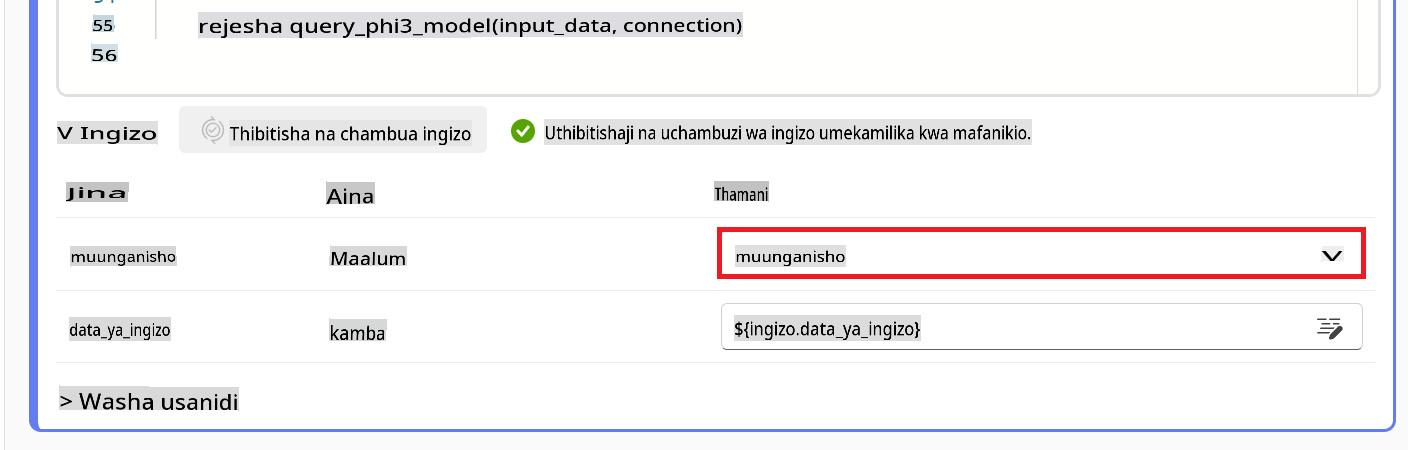 55 rejesha query_phi3_model(input_data, connection)
56
V Ingizo Thibitisha na chambua ingizo Uthibitishaji na uchambuzi wa ingizo umekamilika kwa mafanikio.
Jina Aina Thamani
muunganisho Maalum muunganisho
data_ya_ingizo kamba ${ingizo.data_ya_ingizo}
> Washa usanidi